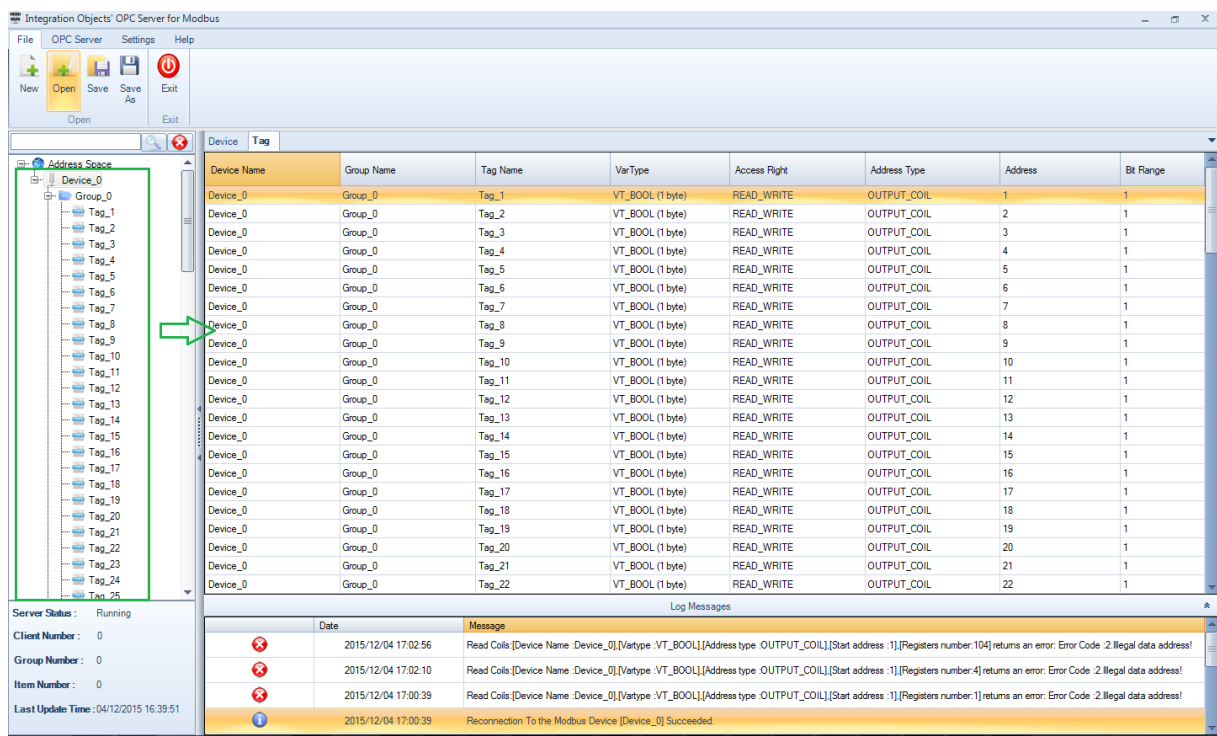 Integration Objects' OPC Server for Modbus
File OPC Server Settings Help
New Open Save Save As Exit
Open Exit
Device Tag
Address Space
Device_0
Group_0
Tag_1
Tag_2
Tag_3
Tag_4
Tag_5
Tag_6
Tag_7
Tag_8
Tag_9
Tag_10
Tag_11
Tag_12
Tag_13
Tag_14
Tag_15
Tag_16
Tag_17
Tag_18
Tag_19
Tag_20
Tag_21
Tag_22
Tag_23
Tag_24
Tag_25
Device Name Group Name Tag Name VarType Access Right Address Type Address Bit Range
Device_0 Group_0 Tag_1 VT_BOOL (1 byte) READ_WRITE OUTPUT_COIL 1 1
Device_0 Group_0 Tag_2 VT_BOOL (1 byte) READ_WRITE OUTPUT_COIL 2 1
Device_0 Group_0 Tag_3 VT_BOOL (1 byte) READ_WRITE OUTPUT_COIL 3 1
Device_0 Group_0 Tag_4 VT_BOOL (1 byte) READ_WRITE OUTPUT_COIL 4 1
Device_0 Group_0 Tag_5 VT_BOOL (1 byte) READ_WRITE OUTPUT_COIL 5 1
Device_0 Group_0 Tag_6 VT_BOOL (1 byte) READ_WRITE OUTPUT_COIL 6 1
Device_0 Group_0 Tag_7 VT_BOOL (1 byte) READ_WRITE OUTPUT_COIL 7 1
Device_0 Group_0 Tag_8 VT_BOOL (1 byte) READ_WRITE OUTPUT_COIL 8 1
Device_0 Group_0 Tag_9 VT_BOOL (1 byte) READ_WRITE OUTPUT_COIL 9 1
Device_0 Group_0 Tag_10 VT_BOOL (1 byte) READ_WRITE OUTPUT_COIL 10 1
Device_0 Group_0 Tag_11 VT_BOOL (1 byte) READ_WRITE OUTPUT_COIL 11 1
Device_0 Group_0 Tag_12 VT_BOOL (1 byte) READ_WRITE OUTPUT_COIL 12 1
Device_0 Group_0 Tag_13 VT_BOOL (1 byte) READ_WRITE OUTPUT_COIL 13 1
Device_0 Group_0 Tag_14 VT_BOOL (1 byte) READ_WRITE OUTPUT_COIL 14 1
Device_0 Group_0 Tag_15 VT_BOOL (1 byte) READ_WRITE OUTPUT_COIL 15 1
Device_0 Group_0 Tag_16 VT_BOOL (1 byte) READ_WRITE OUTPUT_COIL 16 1
Device_0 Group_0 Tag_17 VT_BOOL (1 byte) READ_WRITE OUTPUT_COIL 17 1
Device_0 Group_0 Tag_18 VT_BOOL (1 byte) READ_WRITE OUTPUT_COIL 18 1
Device_0 Group_0 Tag_19 VT_BOOL (1 byte) READ_WRITE OUTPUT_COIL 19 1
Device_0 Group_0 Tag_20 VT_BOOL (1 byte) READ_WRITE OUTPUT_COIL 20 1
Device_0 Group_0 Tag_21 VT_BOOL (1 byte) READ_WRITE OUTPUT_COIL 21 1
Device_0 Group_0 Tag_22 VT_BOOL (1 byte) READ_WRITE OUTPUT_COIL 22 1
Server Status : Running
Client Number : 0
Group Number : 0
Item Number : 0
Last Update Time : 04/12/2015 16:39:51
Log Messages
Date Message
2015/12/04 17:02:56 Read Coils:[Device Name :Device_0],[Vartype :VT_BOOL],[Address type :OUTPUT_COIL],[Start address :1],[Registers number:104] returns an error: Error Code :2.Illegal data address!
2015/12/04 17:02:10 Read Coils:[Device Name :Device_0],[Vartype :VT_BOOL],[Address type :OUTPUT_COIL],[Start address :1],[Registers number:4] returns an error: Error Code :2.Illegal data address!
2015/12/04 17:00:39 Read Coils:[Device Name :Device_0],[Vartype :VT_BOOL],[Address type :OUTPUT_COIL],[Start address :1],[Registers number:1] returns an error: Error Code :2.Illegal data address!
2015/12/04 17:00:39 Reconnection To the Modbus Device [Device_0] Succeeded.